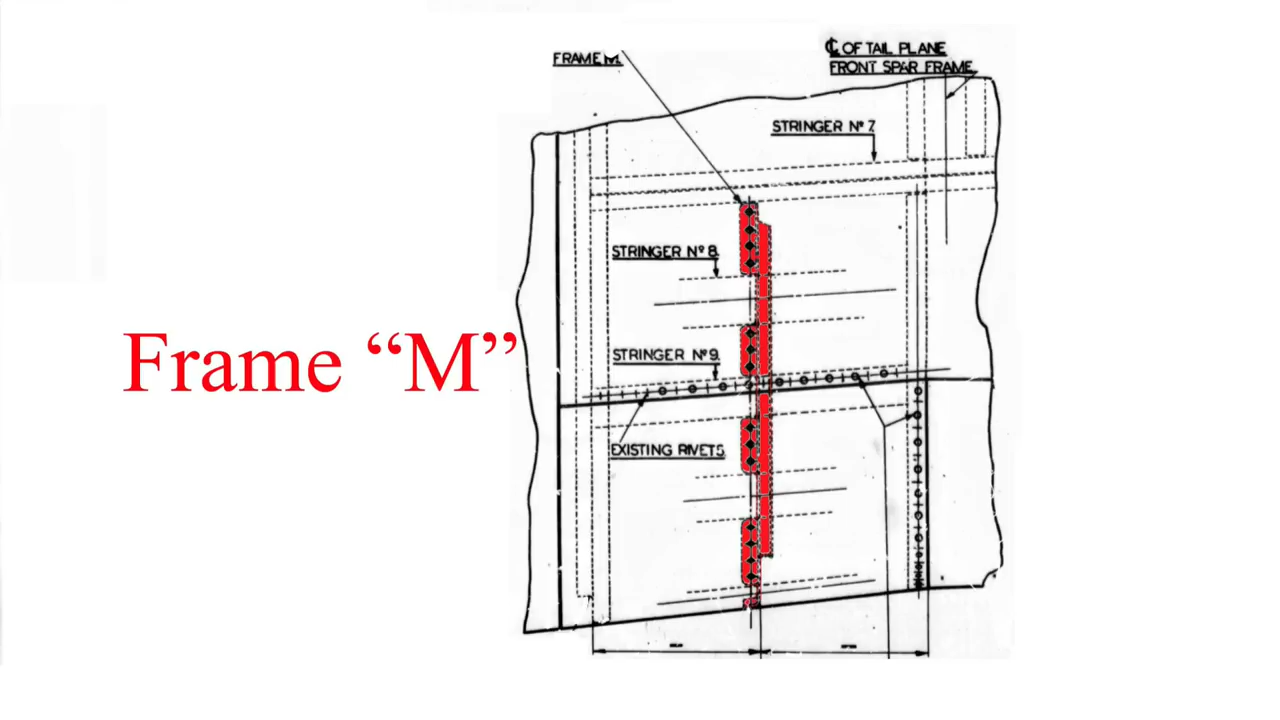 FRAME M.
℄ OF TAIL PLANE
FRONT SPAR FRAME
STRINGER Nº 7.
STRINGER Nº 8.
Frame “M”
STRINGER Nº 9.
EXISTING RIVETS